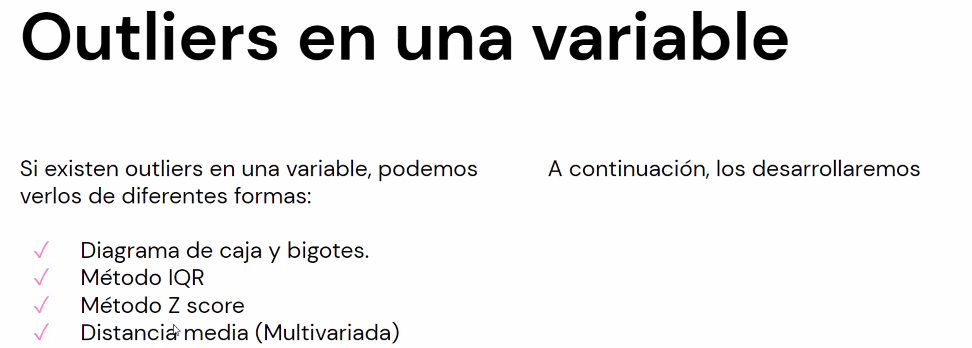 Outliers en una variable
Si existen outliers en una variable, podemos
verlos de diferentes formas:
✓ Diagrama de caja y bigotes.
✓ Método IQR
✓ Método Z score
✓ Distancia media (Multivariada)
A continuación, los desarrollaremos